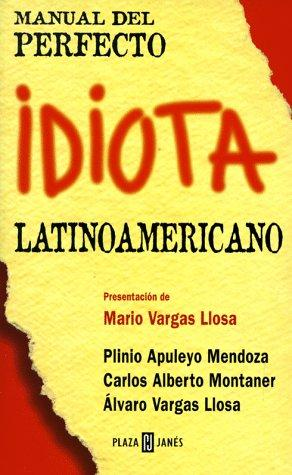 MANUAL DEL
PERFECTO
iDiOTA
LATINOAMERICANO
Presentación de
Mario Vargas Llosa
Plinio Apuleyo Mendoza
Carlos Alberto Montaner
Álvaro Vargas Llosa
PLAZA JANÉS